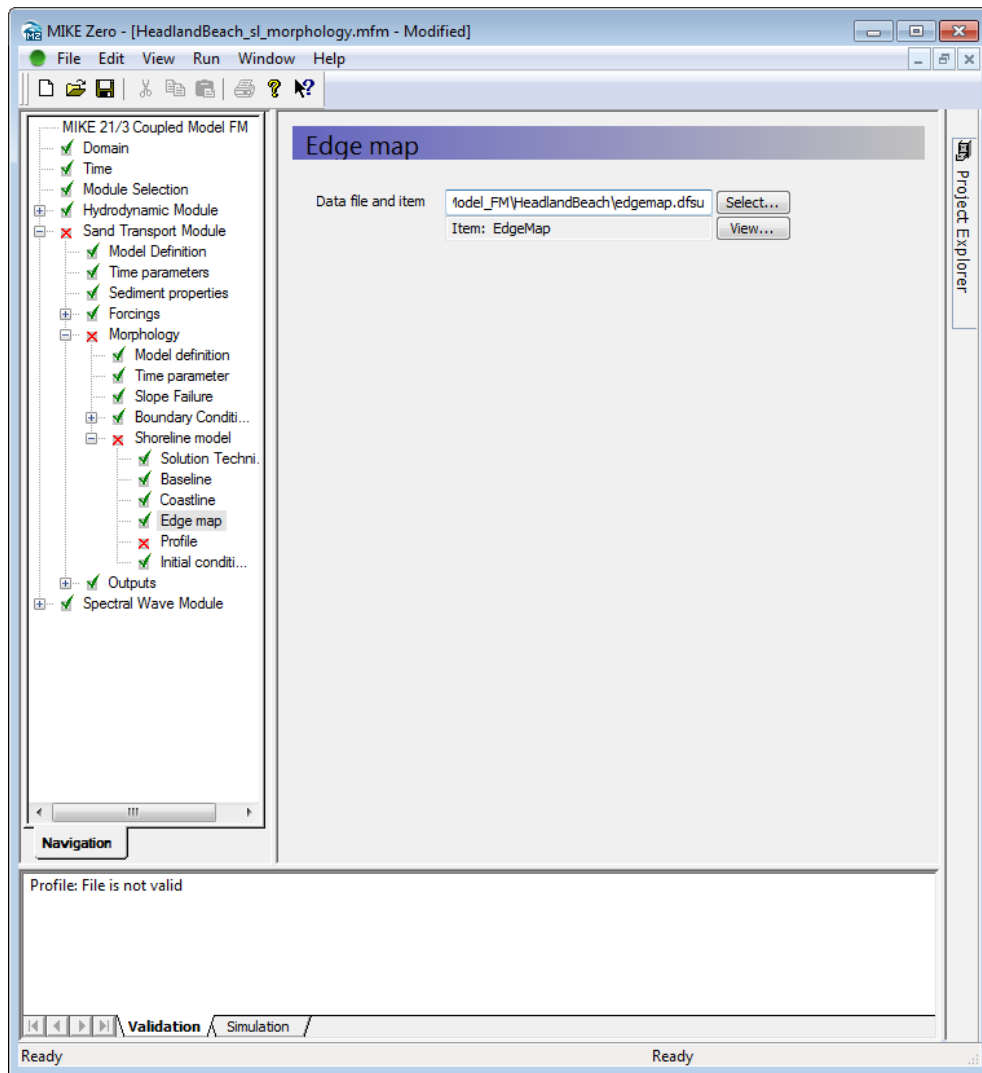 MIKE Zero - [HeadlandBeach_sl_morphology.mfm - Modified]
File Edit View Run Window Help
MIKE 21/3 Coupled Model FM
Domain
Time
Module Selection
Hydrodynamic Module
Sand Transport Module
Model Definition
Time parameters
Sediment properties
Forcings
Morphology
Model definition
Time parameter
Slope Failure
Boundary Conditi...
Shoreline model
Solution Techni.
Baseline
Coastline
Edge map
Profile
Initial conditi...
Outputs
Spectral Wave Module
Navigation
Edge map
Data file and item
Model_FM\HeadlandBeach\edgemap.dfsu
Select...
Item: EdgeMap
View...
Project Explorer
Profile: File is not valid
Validation
Simulation
Ready
Ready